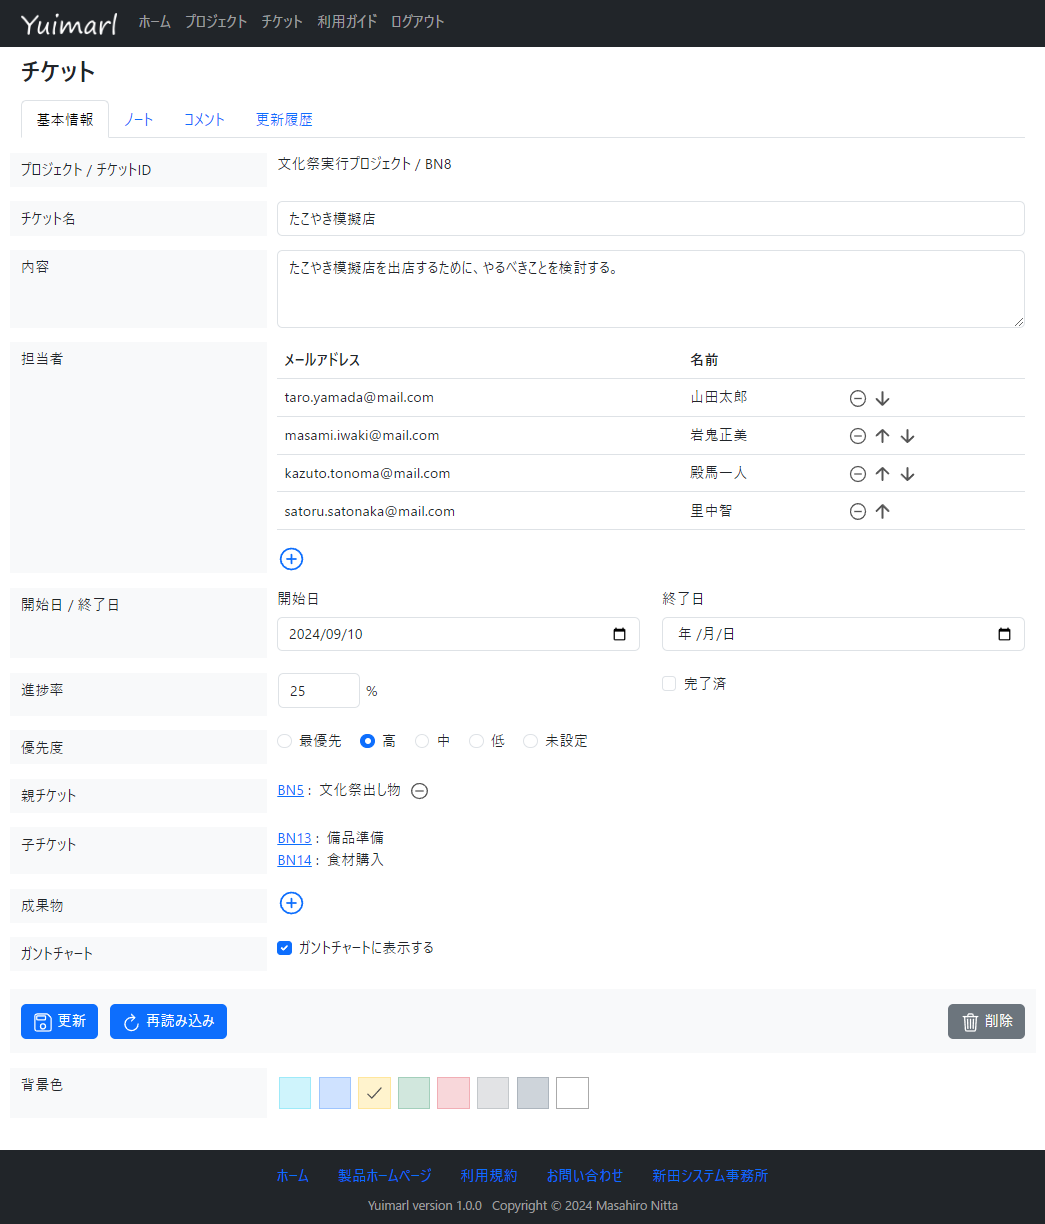 Yuimarl ホーム プロジェクト チケット 利用ガイド ログアウト
チケット
基本情報 ノート コメント 更新履歴
プロジェクト / チケットID 文化祭実行プロジェクト / BN8
チケット名 たこやき模擬店
内容 たこやき模擬店を出店するために、やるべきことを検討する。
担当者 メールアドレス 名前
taro.yamada@mail.com 山田太郎
masami.iwaki@mail.com 岩鬼正美
kazuto.tonoma@mail.com 殿馬一人
satoru.satonaka@mail.com 里中智
開始日 / 終了日 開始日 終了日
2024/09/10 年 /月/日
進捗率 25 % 完了済
優先度 最優先 高 中 低 未設定
親チケット BN5 : 文化祭出し物
子チケット BN13 : 備品準備
BN14 : 食材購入
成果物
ガントチャート ガントチャートに表示する
更新 再読み込み 削除
背景色
ホーム 製品ホームページ 利用規約 お問い合わせ 新田システム事務所
Yuimarl version 1.0.0 Copyright © 2024 Masahiro Nitta